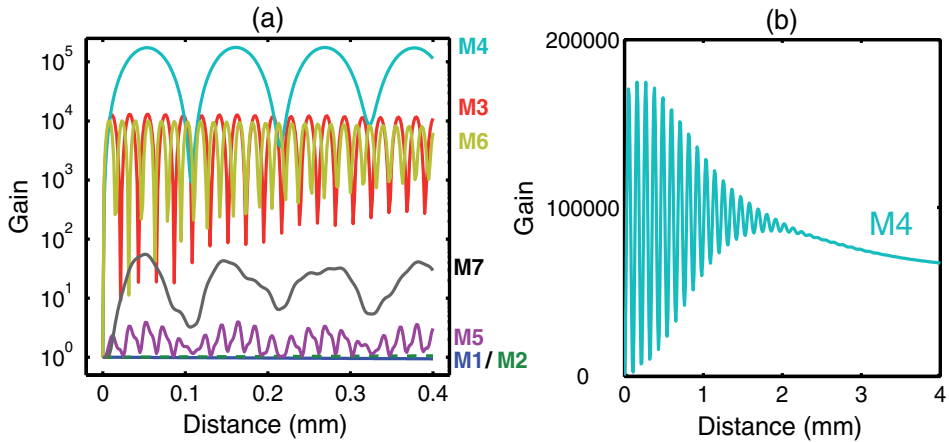 (a)
Gain
10^5
10^4
10^3
10^2
10^1
10^0
0
0.1
0.2
0.3
0.4
Distance (mm)
M4
M3
M6
M7
M5
M1/ M2
(b)
Gain
200000
100000
0
0
1
2
3
4
Distance (mm)
M4